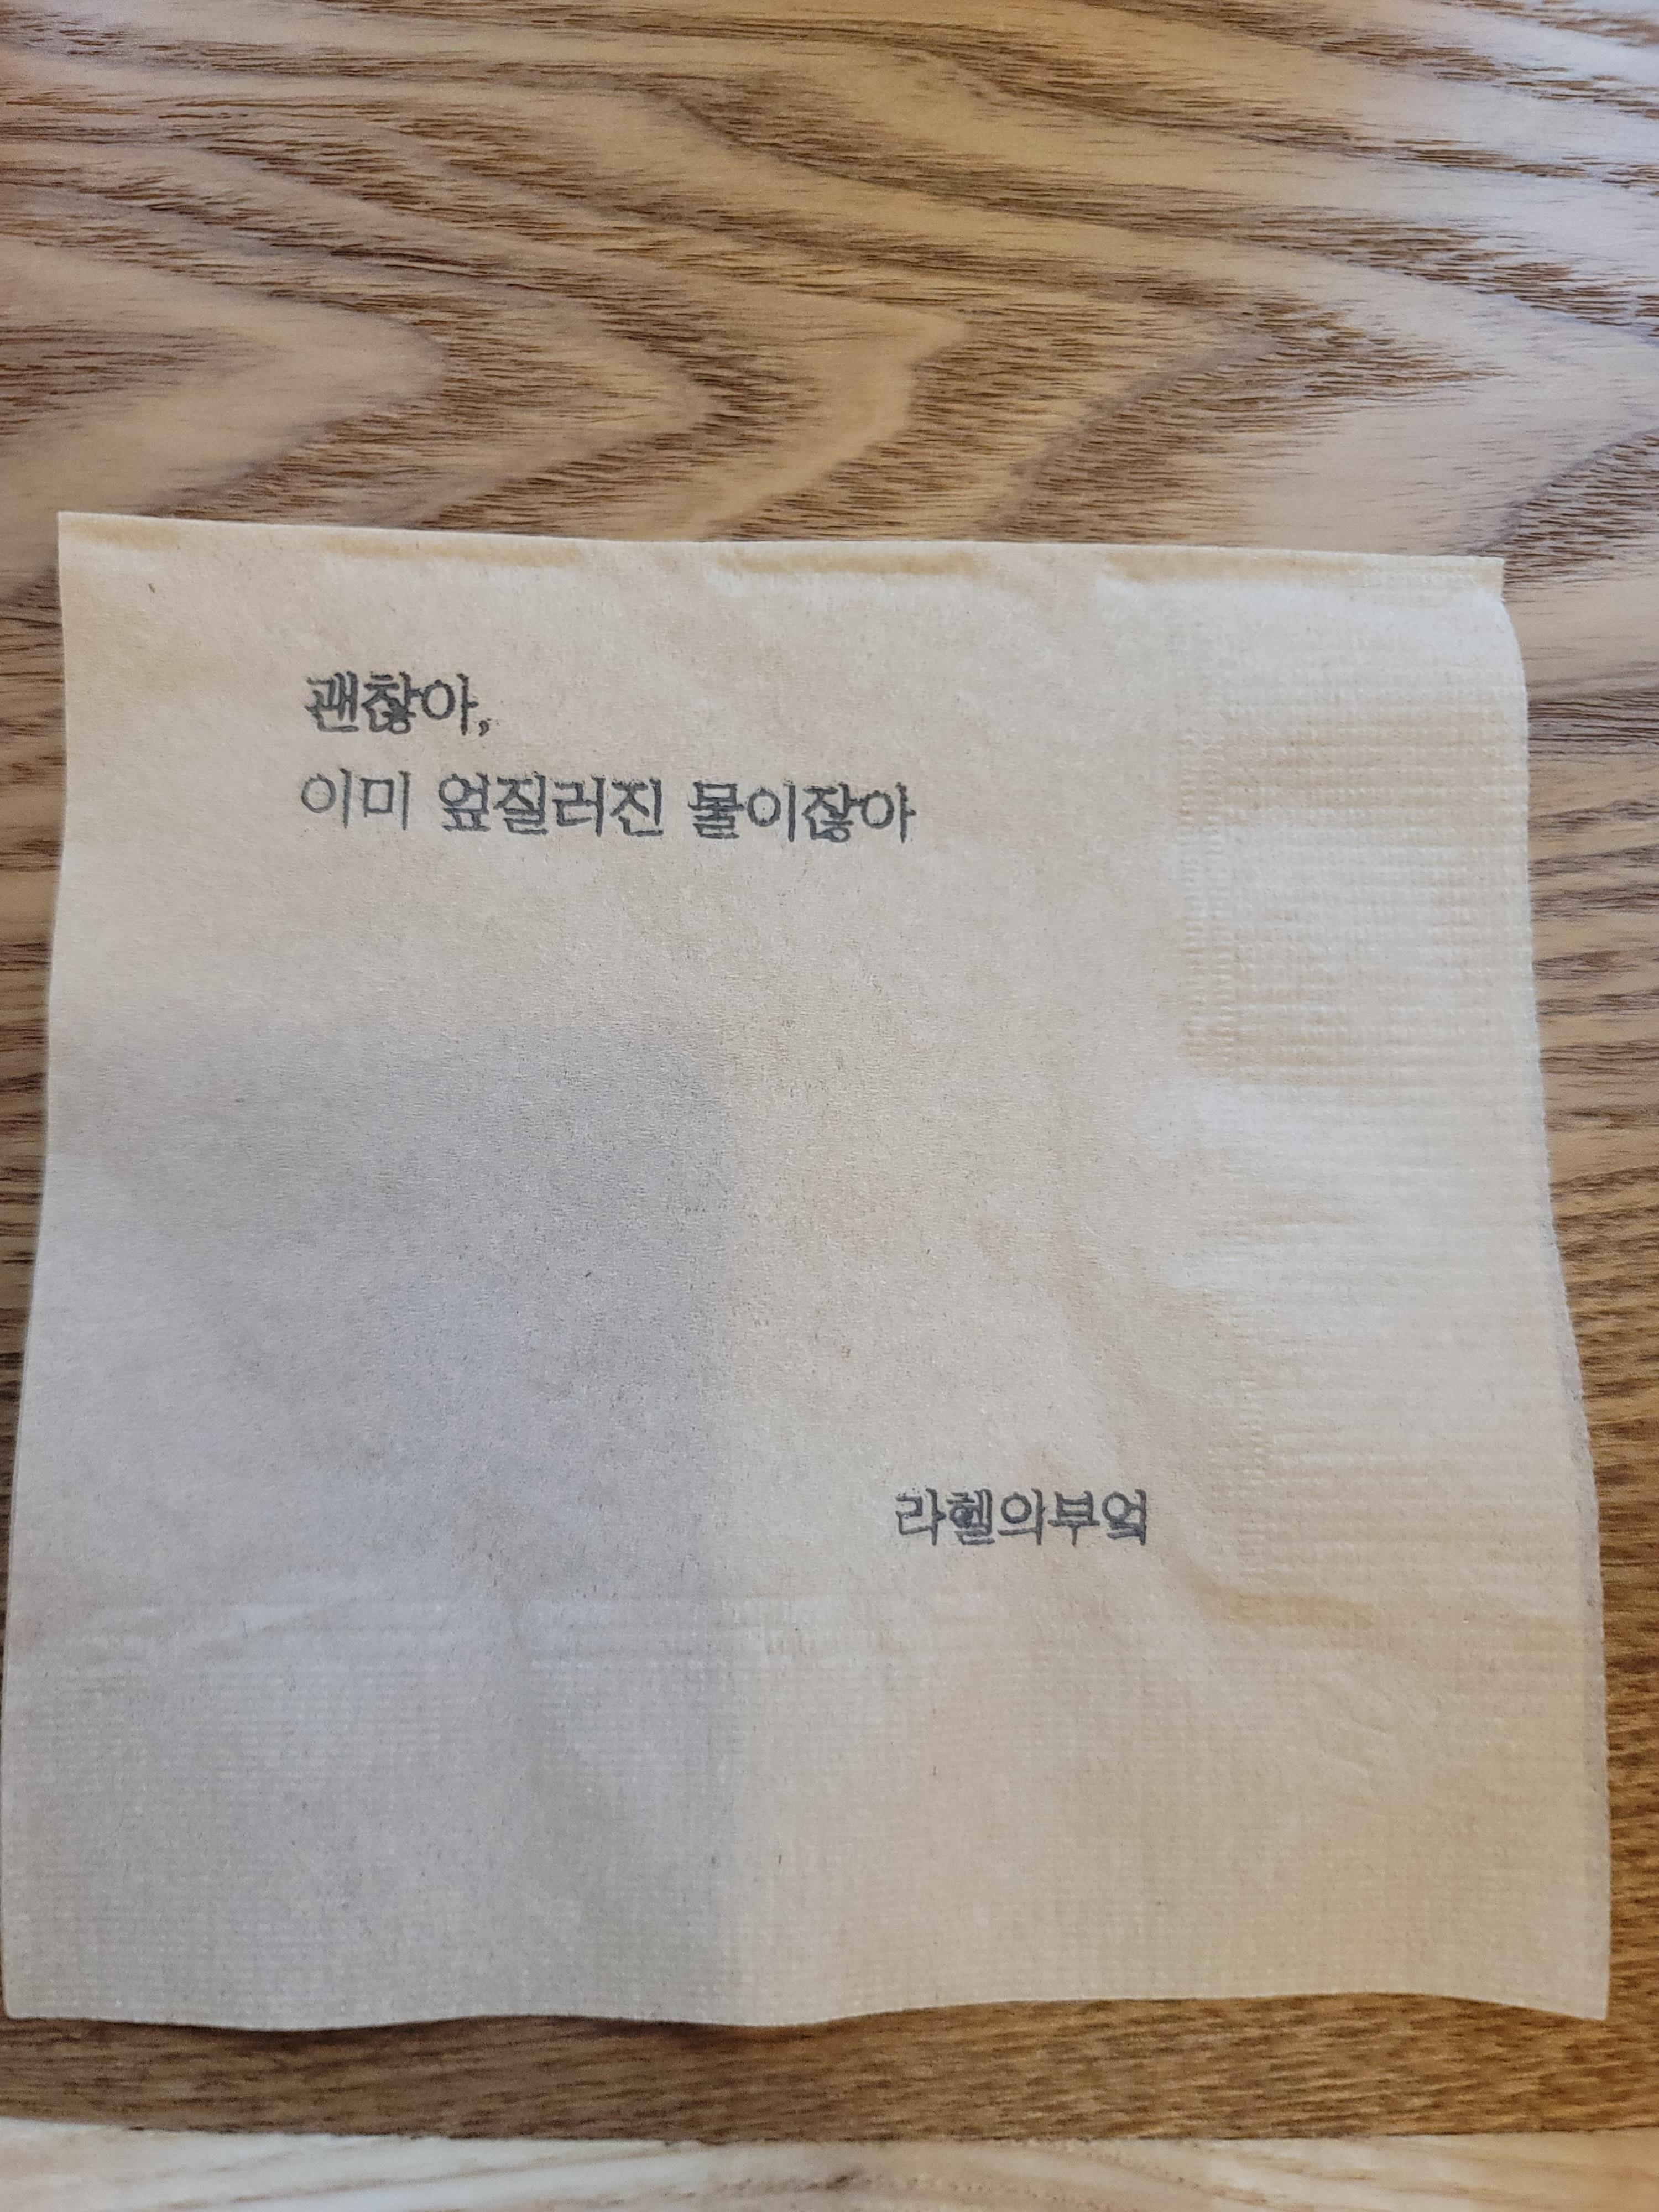 괜찮아,
이미 엎질러진 물이잖아
라헬의부엌